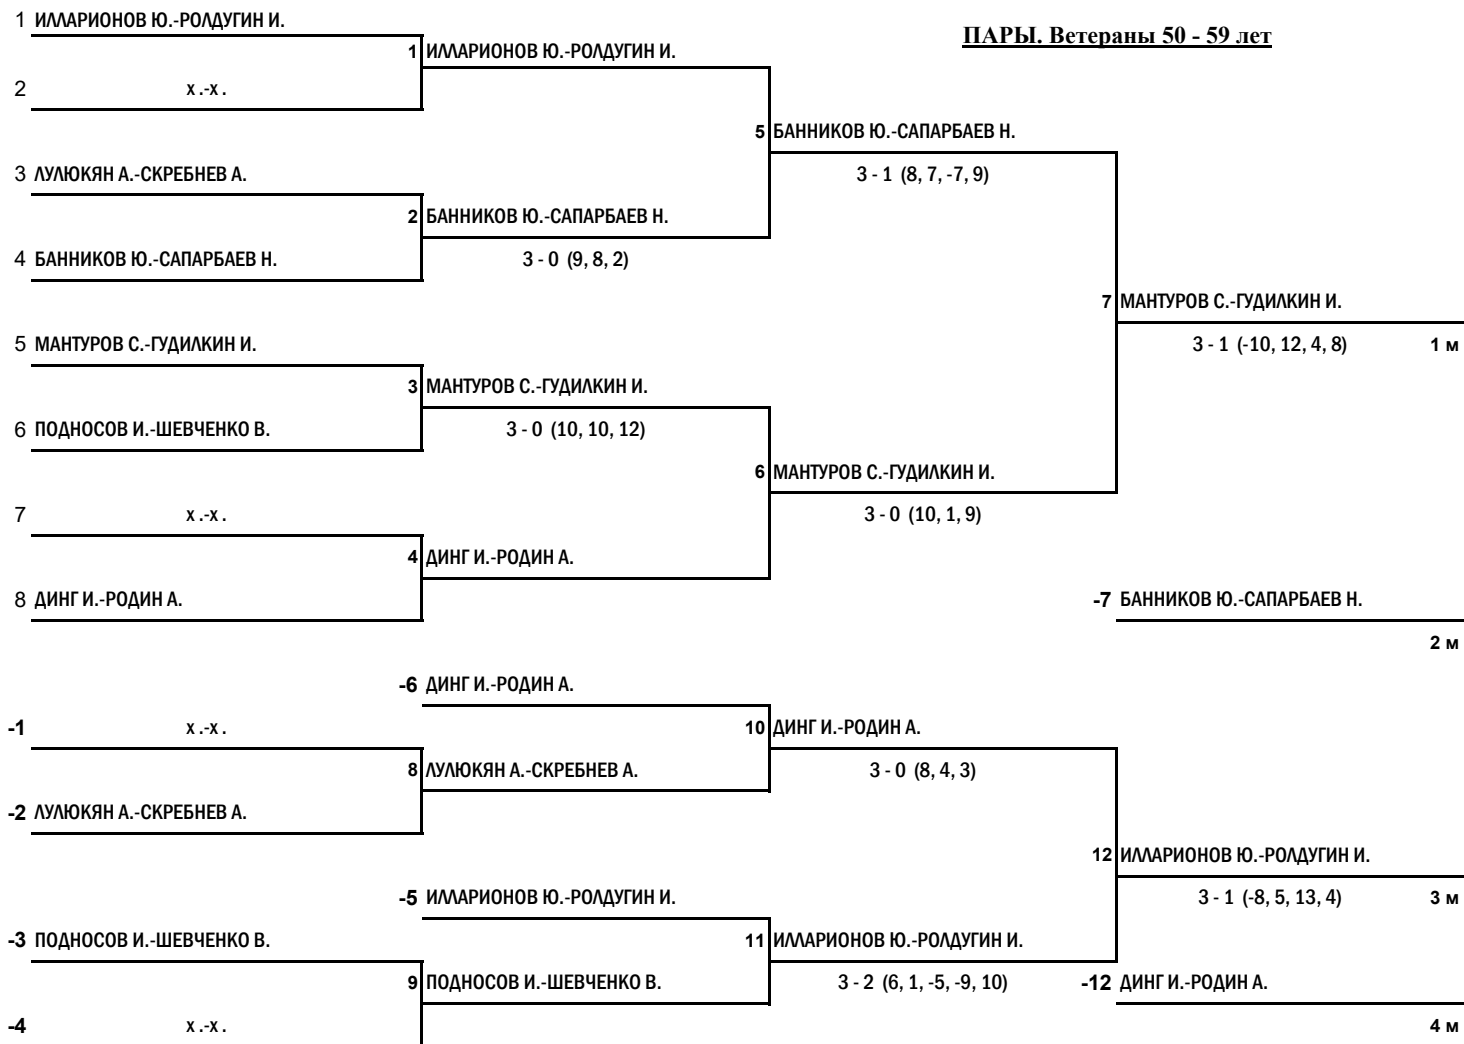 1 ИЛЛАРИОНОВ Ю.-РОЛДУГИН И.
ПАРЫ. Ветераны 50 - 59 лет
1 ИЛЛАРИОНОВ Ю.-РОЛДУГИН И.
2 х .-х .
5 БАННИКОВ Ю.-САПАРБАЕВ Н.
3 ЛУЛЮКЯН А.-СКРЕБНЕВ А.
3 - 1 (8, 7, -7, 9)
2 БАННИКОВ Ю.-САПАРБАЕВ Н.
4 БАННИКОВ Ю.-САПАРБАЕВ Н.
3 - 0 (9, 8, 2)
7 МАНТУРОВ С.-ГУДИЛКИН И.
5 МАНТУРОВ С.-ГУДИЛКИН И.
3 - 1 (-10, 12, 4, 8) 1 м
3 МАНТУРОВ С.-ГУДИЛКИН И.
6 ПОДНОСОВ И.-ШЕВЧЕНКО В.
3 - 0 (10, 10, 12)
6 МАНТУРОВ С.-ГУДИЛКИН И.
7 х .-х .
3 - 0 (10, 1, 9)
4 ДИНГ И.-РОДИН А.
8 ДИНГ И.-РОДИН А.
-7 БАННИКОВ Ю.-САПАРБАЕВ Н.
2 м
-6 ДИНГ И.-РОДИН А.
-1 х .-х .
10 ДИНГ И.-РОДИН А.
8 ЛУЛЮКЯН А.-СКРЕБНЕВ А.
3 - 0 (8, 4, 3)
-2 ЛУЛЮКЯН А.-СКРЕБНЕВ А.
12 ИЛЛАРИОНОВ Ю.-РОЛДУГИН И.
-5 ИЛЛАРИОНОВ Ю.-РОЛДУГИН И.
3 - 1 (-8, 5, 13, 4) 3 м
-3 ПОДНОСОВ И.-ШЕВЧЕНКО В.
11 ИЛЛАРИОНОВ Ю.-РОЛДУГИН И.
9 ПОДНОСОВ И.-ШЕВЧЕНКО В.
3 - 2 (6, 1, -5, -9, 10)
-12 ДИНГ И.-РОДИН А.
-4 х .-х .
4 м